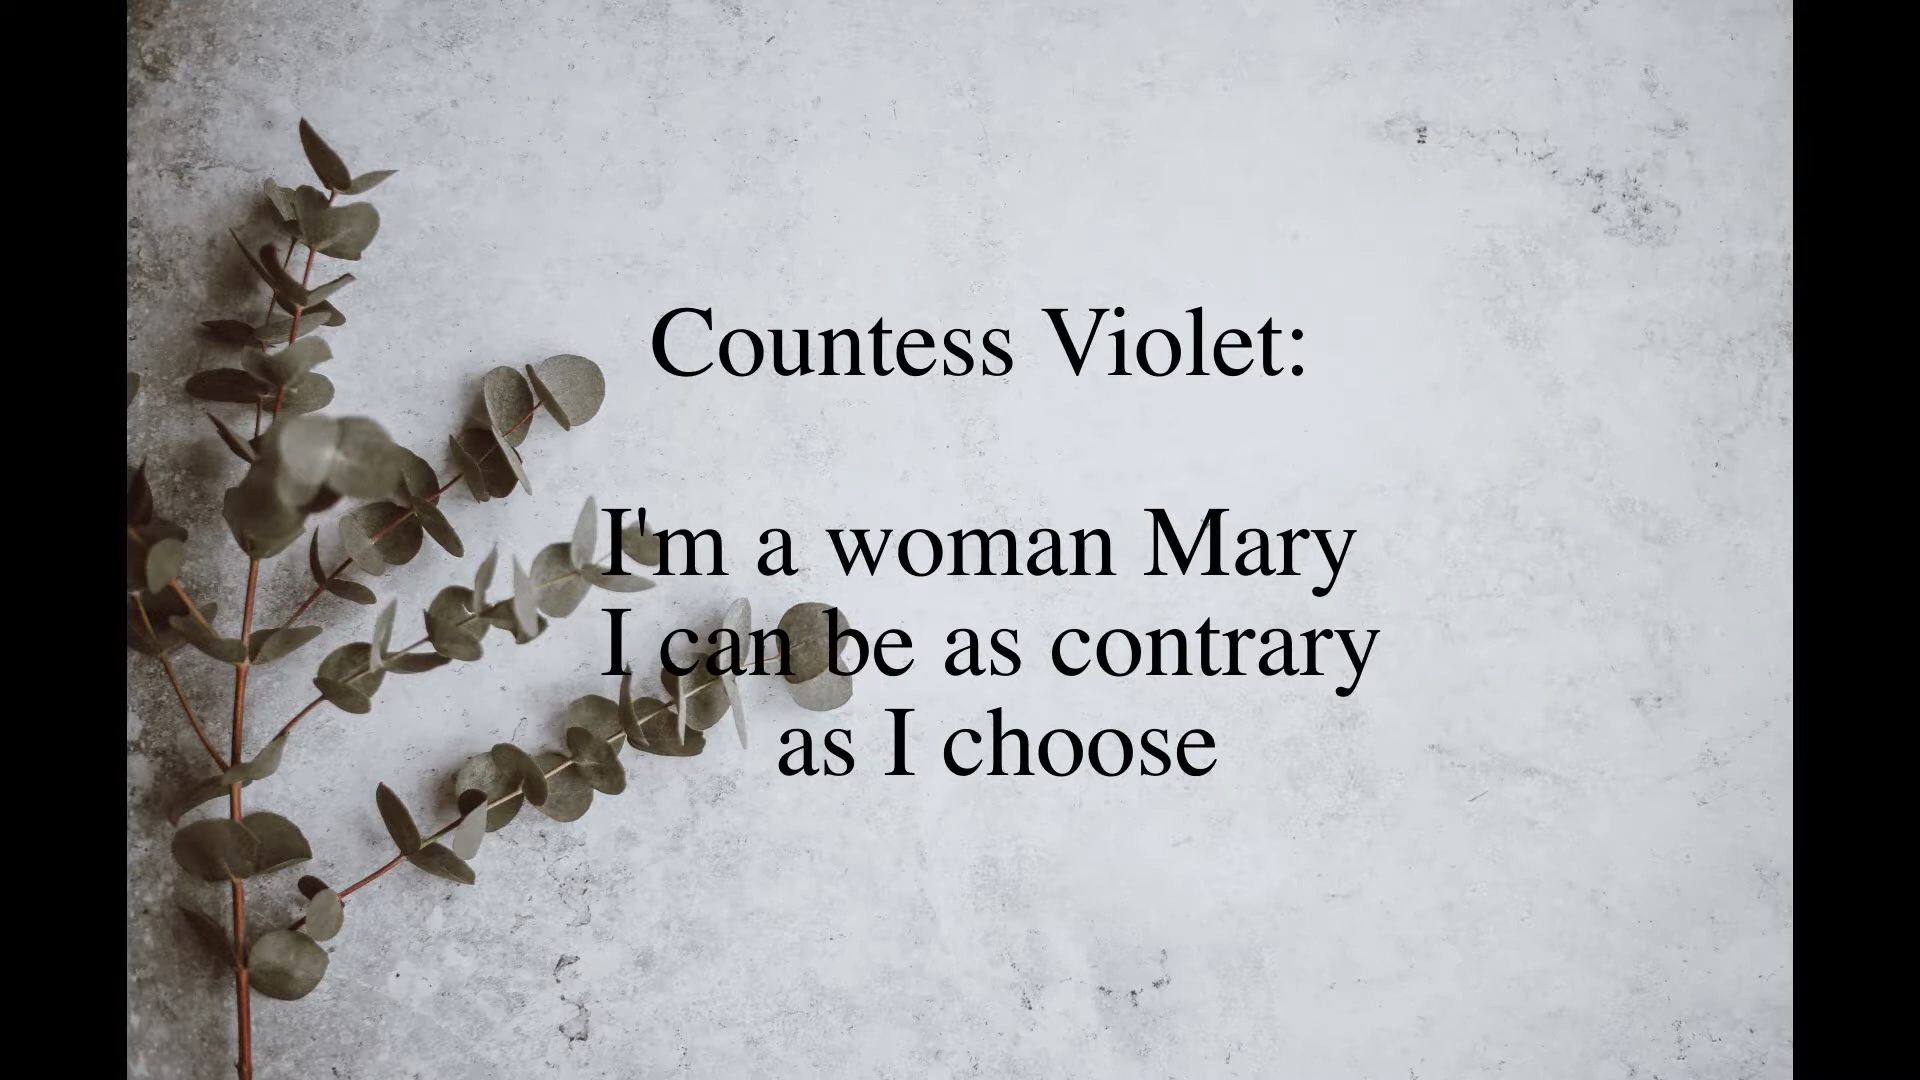 Countess Violet:
I'm a woman Mary
I can be as contrary
as I choose